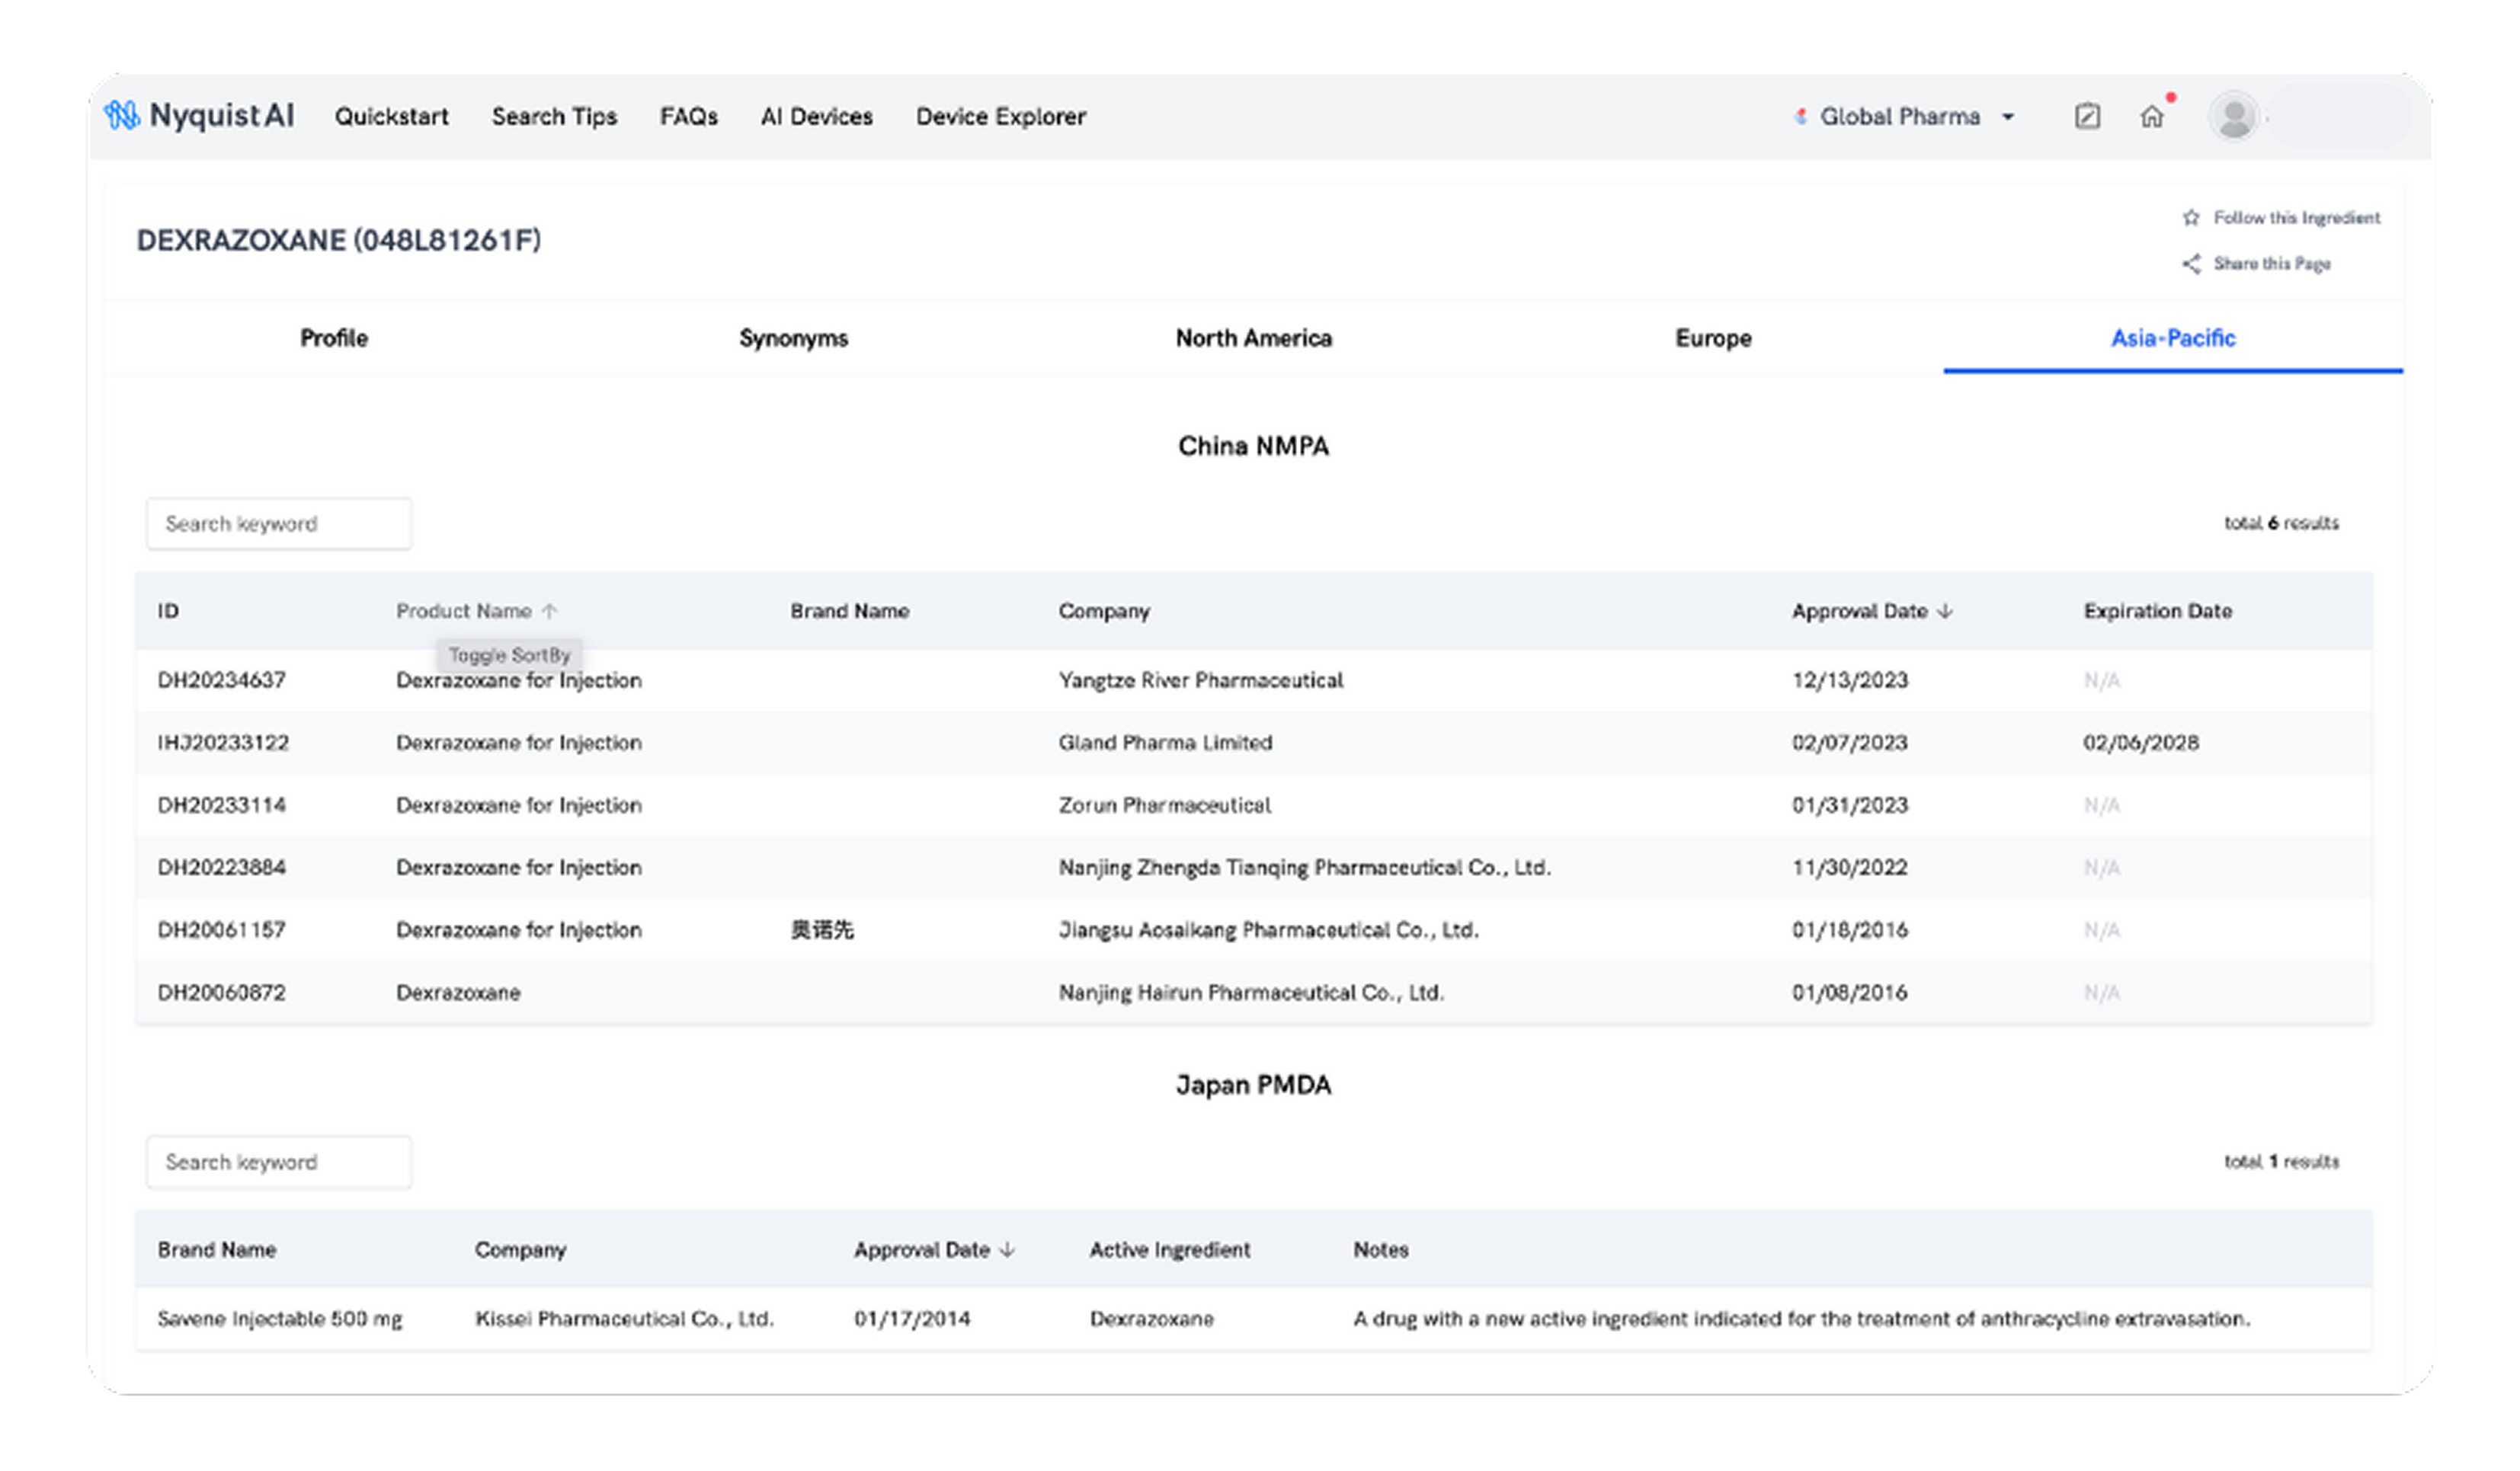 NyquistAI Quickstart Search Tips FAQs AI Devices Device Explorer Global Pharma
DEXRAZOXANE (048L81261F)
Follow this Ingredient
Share this Page
Profile Synonyms North America Europe Asia-Pacific
China NMPA
Search keyword total 6 results
ID Product Name ↑ Brand Name Company Approval Date ↓ Expiration Date
Toggle SortBy
DH20234637 Dexrazoxane for Injection Yangtze River Pharmaceutical 12/13/2023 N/A
IHJ20233122 Dexrazoxane for Injection Gland Pharma Limited 02/07/2023 02/06/2028
DH20233114 Dexrazoxane for Injection Zorun Pharmaceutical 01/31/2023 N/A
DH20223884 Dexrazoxane for Injection Nanjing Zhengda Tianqing Pharmaceutical Co., Ltd. 11/30/2022 N/A
DH20061157 Dexrazoxane for Injection 奥诺先 Jiangsu Aosaikang Pharmaceutical Co., Ltd. 01/18/2016 N/A
DH20060872 Dexrazoxane Nanjing Hairun Pharmaceutical Co., Ltd. 01/08/2016 N/A
Japan PMDA
Search keyword total 1 results
Brand Name Company Approval Date ↓ Active Ingredient Notes
Savene Injectable 500 mg Kissei Pharmaceutical Co., Ltd. 01/17/2014 Dexrazoxane A drug with a new active ingredient indicated for the treatment of anthracycline extravasation.